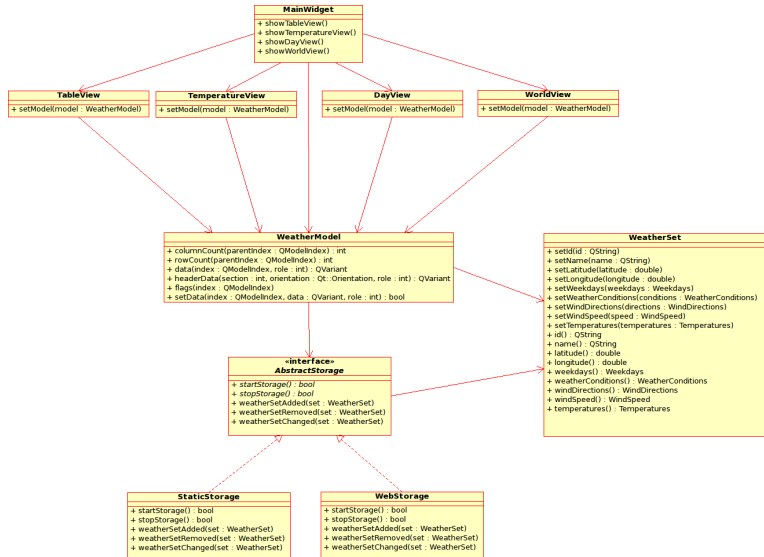 MainWidget
+ showTableView()
+ showTemperatureView()
+ showDayView()
+ showWorldView()
TableView
+ setModel(model : WeatherModel)
TemperatureView
+ setModel(model : WeatherModel)
DayView
+ setModel(model : WeatherModel)
WorldView
+ setModel(model : WeatherModel)
WeatherModel
+ columnCount(parentIndex : QModelIndex) : int
+ rowCount(parentIndex : QModelIndex) : int
+ data(index : QModelIndex, role : int) : QVariant
+ headerData(section : int, orientation : Qt::Orientation, role : int) : QVariant
+ flags(index : QModelIndex)
+ setData(index : QModelIndex, data : QVariant, role : int) : bool
WeatherSet
+ setId(id : QString)
+ setName(name : QString)
+ setLatitude(latitude : double)
+ setLongitude(longitude : double)
+ setWeekdays(weekdays : Weekdays)
+ setWeatherConditions(conditions : WeatherConditions)
+ setWindDirections(directions : WindDirections)
+ setWindSpeed(speed : WindSpeed)
+ setTemperatures(temperatures : Temperatures)
+ id() : QString
+ name() : QString
+ latitude() : double
+ longitude() : double
+ weekdays() : Weekdays
+ weatherConditions() : WeatherConditions
+ windDirections() : WindDirections
+ windSpeed() : WindSpeed
+ temperatures() : Temperatures
«interface»
AbstractStorage
+ startStorage() : bool
+ stopStorage() : bool
+ weatherSetAdded(set : WeatherSet)
+ weatherSetRemoved(set : WeatherSet)
+ weatherSetChanged(set : WeatherSet)
StaticStorage
+ startStorage() : bool
+ stopStorage() : bool
+ weatherSetAdded(set : WeatherSet)
+ weatherSetRemoved(set : WeatherSet)
+ weatherSetChanged(set : WeatherSet)
WebStorage
+ startStorage() : bool
+ stopStorage() : bool
+ weatherSetAdded(set : WeatherSet)
+ weatherSetRemoved(set : WeatherSet)
+ weatherSetChanged(set : WeatherSet)